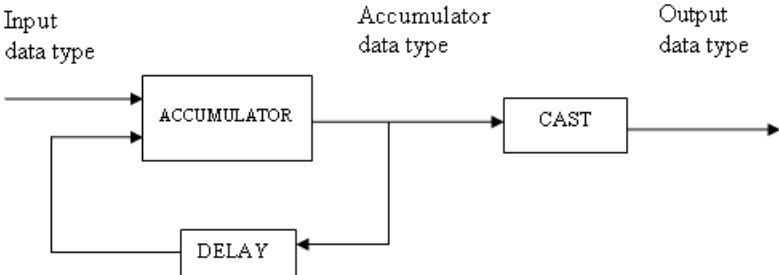 Input
data type
Accumulator
data type
Output
data type
ACCUMULATOR
CAST
DELAY